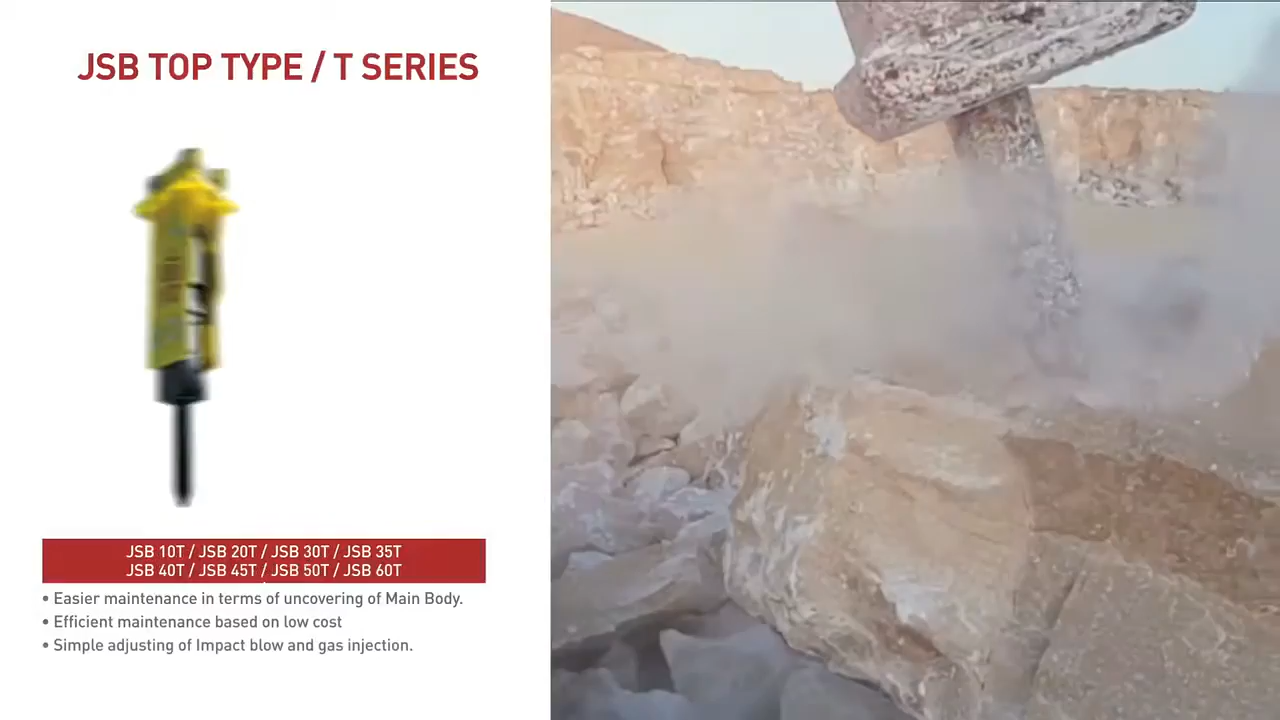 JSB TOP TYPE / T SERIES
JSB 10T / JSB 20T / JSB 30T / JSB 35T
JSB 40T / JSB 45T / JSB 50T / JSB 60T
• Easier maintenance in terms of uncovering of Main Body.
• Efficient maintenance based on low cost
• Simple adjusting of Impact blow and gas injection.